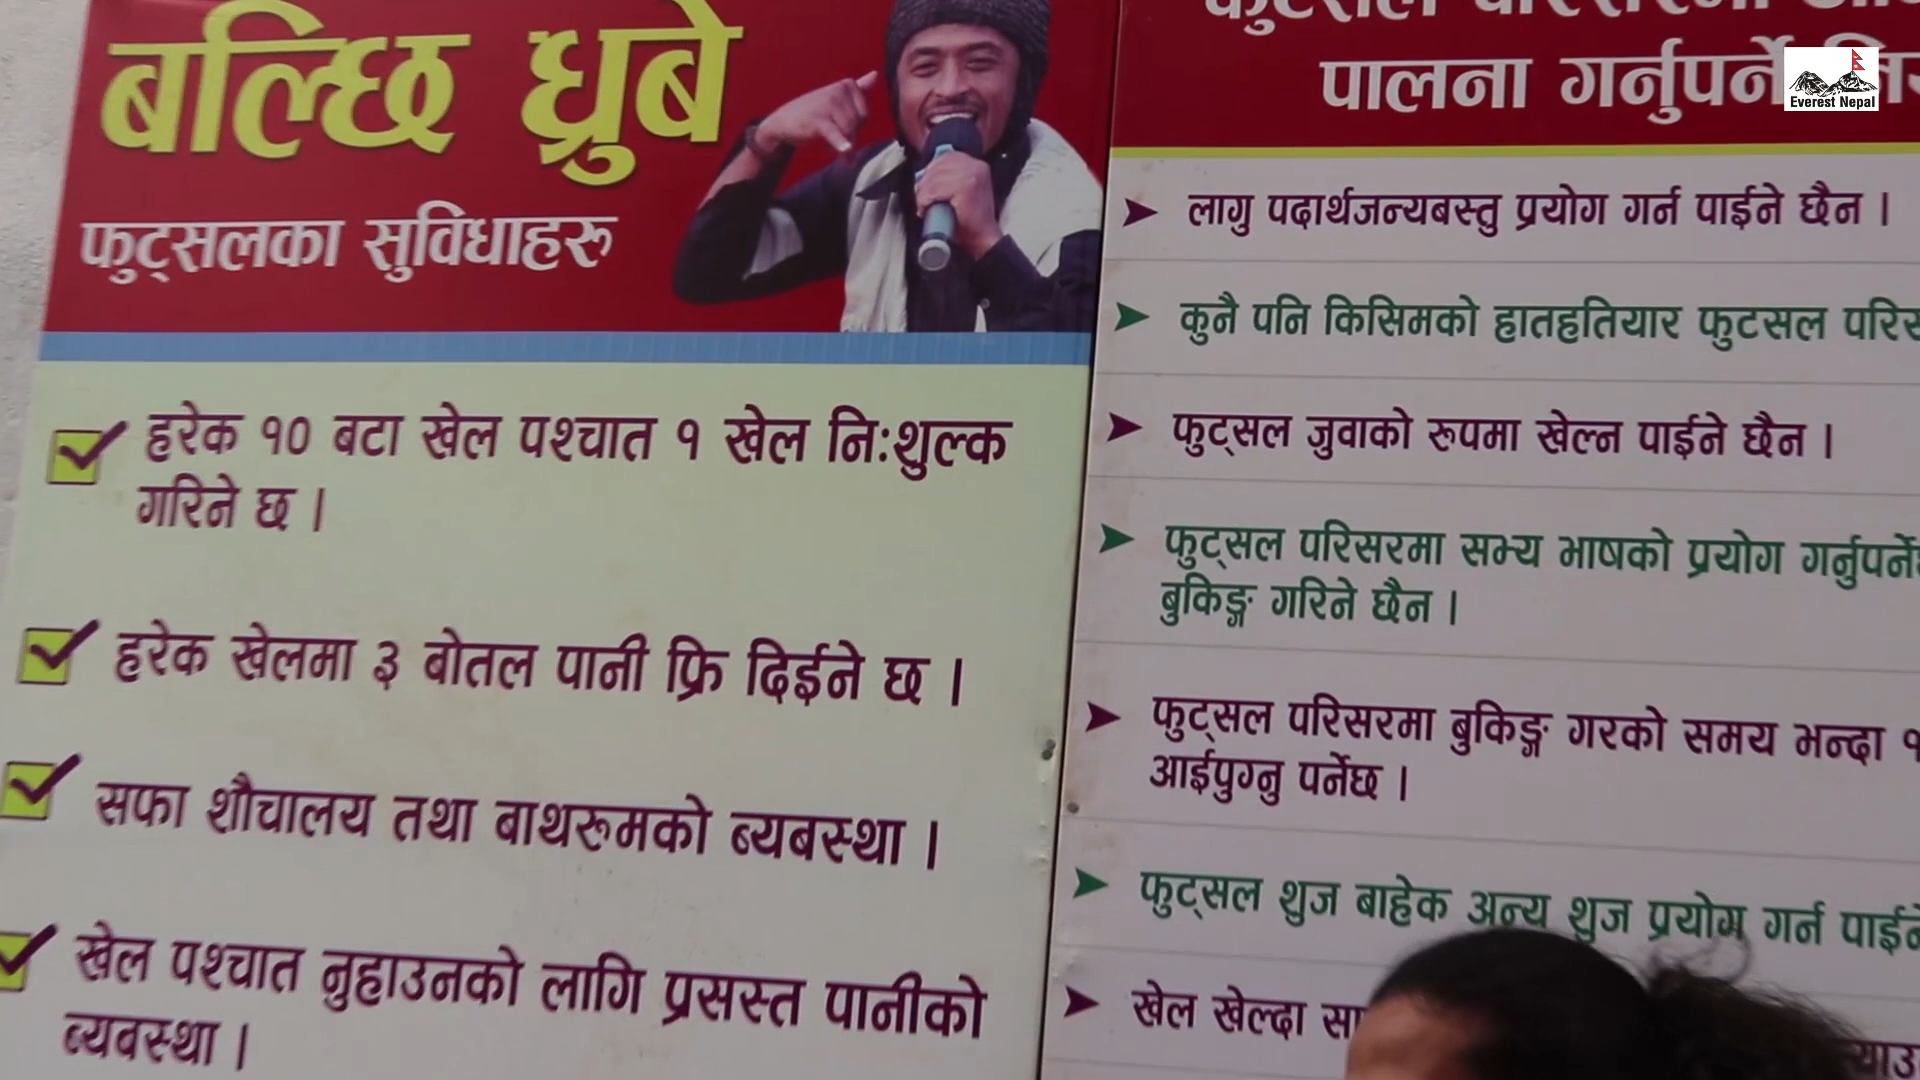 बल्छि ध्रुबे
फुट्सलका सुविधाहरु
हरेक १० बटा खेल पश्चात १ खेल निःशुल्क
गरिने छ ।
हरेक खेलमा ३ बोतल पानी फ्रि दिईने छ ।
सफा शौचालय तथा बाथरुमको ब्यबस्था ।
खेल पश्चात नुहाउनको लागि प्रसस्त पानीको
ब्यबस्था ।
फुटसल परिसरमा
पालना गर्नुपर्ने
Everest Nepal
लागु पदार्थजन्यबस्तु प्रयोग गर्न पाईने छैन ।
कुनै पनि किसिमको हातहतियार फुटसल
फुट्सल जुवाको रुपमा खेल्न पाईने छैन ।
फुट्सल परिसरमा सभ्य भाषको प्रयोग
बुकिङ्ग गरिने छैन ।
फुट्सल परिसरमा बुकिङ्ग गरको समय भन्दा
आईपुग्नु पर्नेछ ।
फुट्सल शुज बाहेक अन्य शुज प्रयोग गर्न
खेल खेल्दा